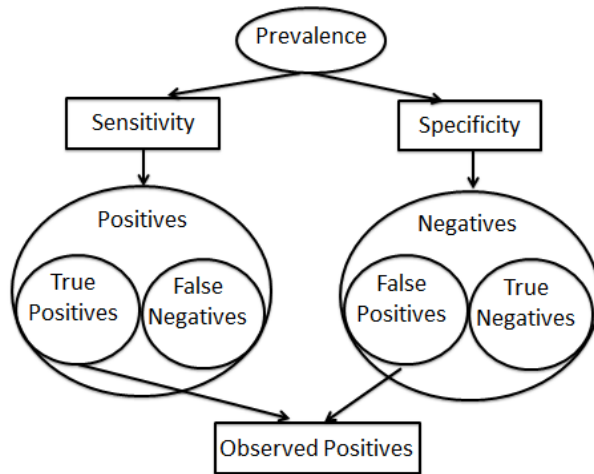 Prevalence
Sensitivity
Specificity
Positives
Negatives
True
Positives
False
Negatives
False
Positives
True
Negatives
Observed Positives